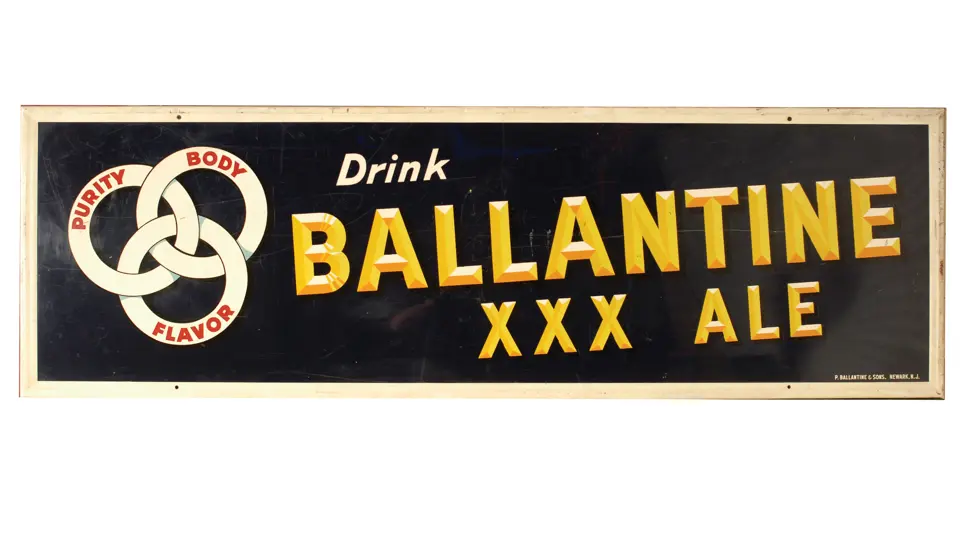 PURITY
BODY
FLAVOR
Drink
BALLANTINE
XXX ALE
P. BALLANTINE & SONS, NEWARK, N.J.